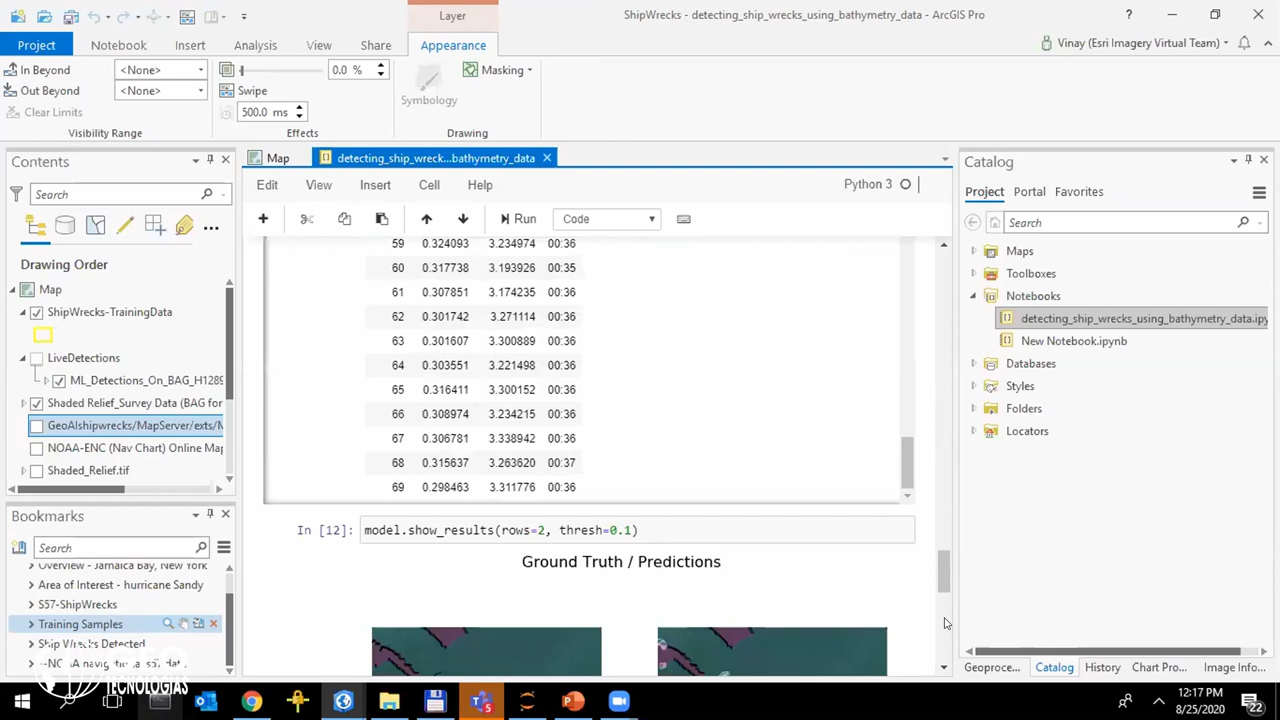 Layer
ShipWrecks - detecting_ship_wrecks_using_bathymetry_data - ArcGIS Pro
?
Project Notebook Insert Analysis View Share Appearance
Vinay (Esri Imagery Virtual Team)
In Beyond <None>
Out Beyond <None>
Clear Limits
Visibility Range
0.0 %
Swipe
500.0 ms
Effects
Symbology
Masking
Drawing
Contents
Search
Drawing Order
Map
ShipWrecks-TrainingData
LiveDetections
ML_Detections_On_BAG_H1289
Shaded Relief_Survey Data (BAG for
GeoAIshipwrecks/MapServer/exts/M
NOAA-ENC (Nav Chart) Online Map
Shaded_Relief.tif
Bookmarks
Search
Overview - Jamaica Bay, New York
Area of Interest - hurricane Sandy
S57-ShipWrecks
Training Samples
Ship Wrecks Detected
TECNOLOGÍAS
Map detecting_ship_wreck...bathymetry_data
Edit View Insert Cell Help
Python 3
Run Code
59 0.324093 3.234974 00:36
60 0.317738 3.193926 00:35
61 0.307851 3.174235 00:36
62 0.301742 3.271114 00:36
63 0.301607 3.300889 00:36
64 0.303551 3.221498 00:36
65 0.316411 3.300152 00:36
66 0.308974 3.234215 00:36
67 0.306781 3.338942 00:36
68 0.315637 3.263620 00:37
69 0.298463 3.311776 00:36
In [12]: model.show_results(rows=2, thresh=0.1)
Ground Truth / Predictions
Catalog
Project Portal Favorites
Search
Maps
Toolboxes
Notebooks
detecting_ship_wrecks_using_bathymetry_data.ipy
New Notebook.ipynb
Databases
Styles
Folders
Locators
Geoproce... Catalog History Chart Pro... Image Info...
12:17 PM
8/25/2020
22